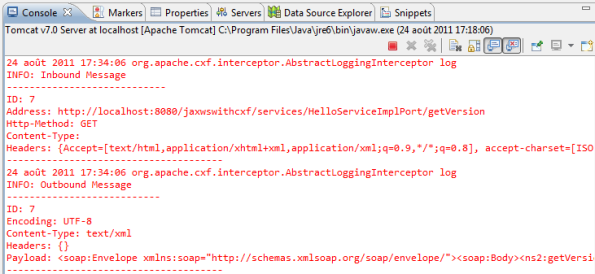 Console Markers Properties Servers Data Source Explorer Snippets
Tomcat v7.0 Server at localhost [Apache Tomcat] C:\Program Files\Java\jre6\bin\javaw.exe (24 août 2011 17:18:06)
24 août 2011 17:34:06 org.apache.cxf.interceptor.AbstractLoggingInterceptor log
INFO: Inbound Message
----------------------------
ID: 7
Address: http://localhost:8080/jaxwswithcxf/services/HelloServiceImplPort/getVersion
Http-Method: GET
Content-Type:
Headers: {Accept=[text/html,application/xhtml+xml,application/xml;q=0.9,*/*;q=0.8], accept-charset=[ISO
--------------------------------------
24 août 2011 17:34:06 org.apache.cxf.interceptor.AbstractLoggingInterceptor log
INFO: Outbound Message
---------------------------
ID: 7
Encoding: UTF-8
Content-Type: text/xml
Headers: {}
Payload: <soap:Envelope xmlns:soap="http://schemas.xmlsoap.org/soap/envelope/"><soap:Body><ns2:getVersi
--------------------------------------